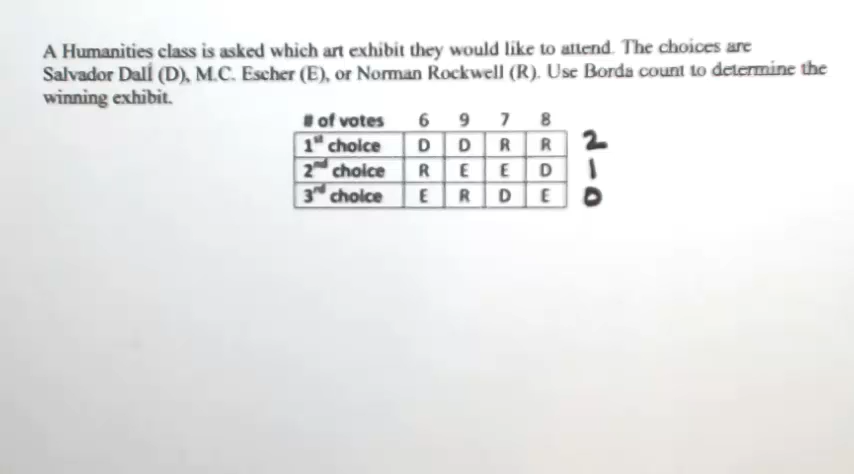 A Humanities class is asked which art exhibit they would like to attend. The choices are
Salvador Dalí (D), M.C. Escher (E), or Norman Rockwell (R). Use Borda count to determine the
winning exhibit.
# of votes 6 9 7 8
1st choice D D R R 2
2nd choice R E E D 1
3rd choice E R D E 0